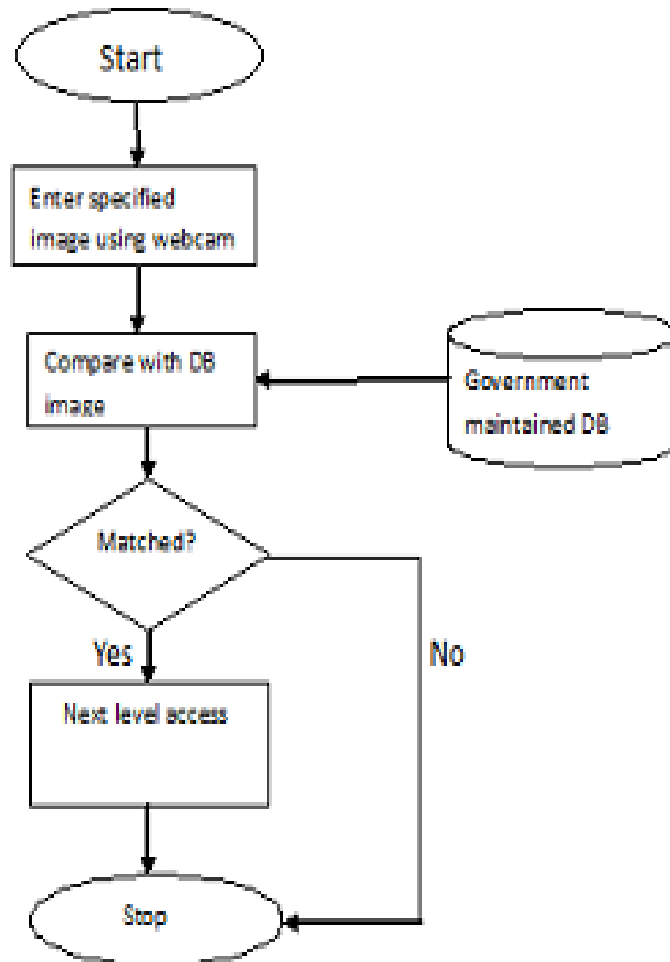 Start
Enter specified
image using webcam
Compare with DB
image
Government
maintained DB
Matched?
Yes
No
Next level access
Stop